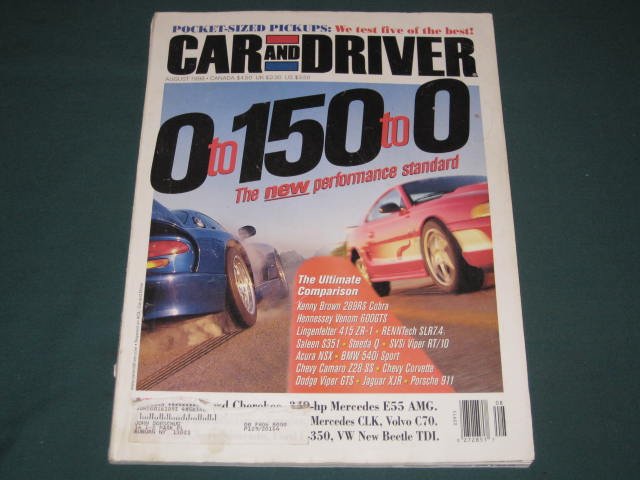 POCKET-SIZED PICKUPS: We test five of the best!
CAR AND DRIVER
AUGUST 1998 • CANADA $4.50 UK £2.30 US $3.50
0 to 150 to 0
The new performance standard
The Ultimate
Comparison
Kenny Brown 289RS Cobra
Hennessey Venom 600GTS
Lingenfelter 415 ZR-1 • RENNTech SLR7.4
Saleen S351 • Steeda Q • SVSi Viper RT/10
Acura NSX • BMW 540i Sport
Chevy Camaro Z28 SS • Chevy Corvette
Dodge Viper GTS • Jaguar XJR • Porsche 911
Cherokee, 349-hp Mercedes E55 AMG.
Mercedes CLK, Volvo C70.
-350, VW New Beetle TDI.
08